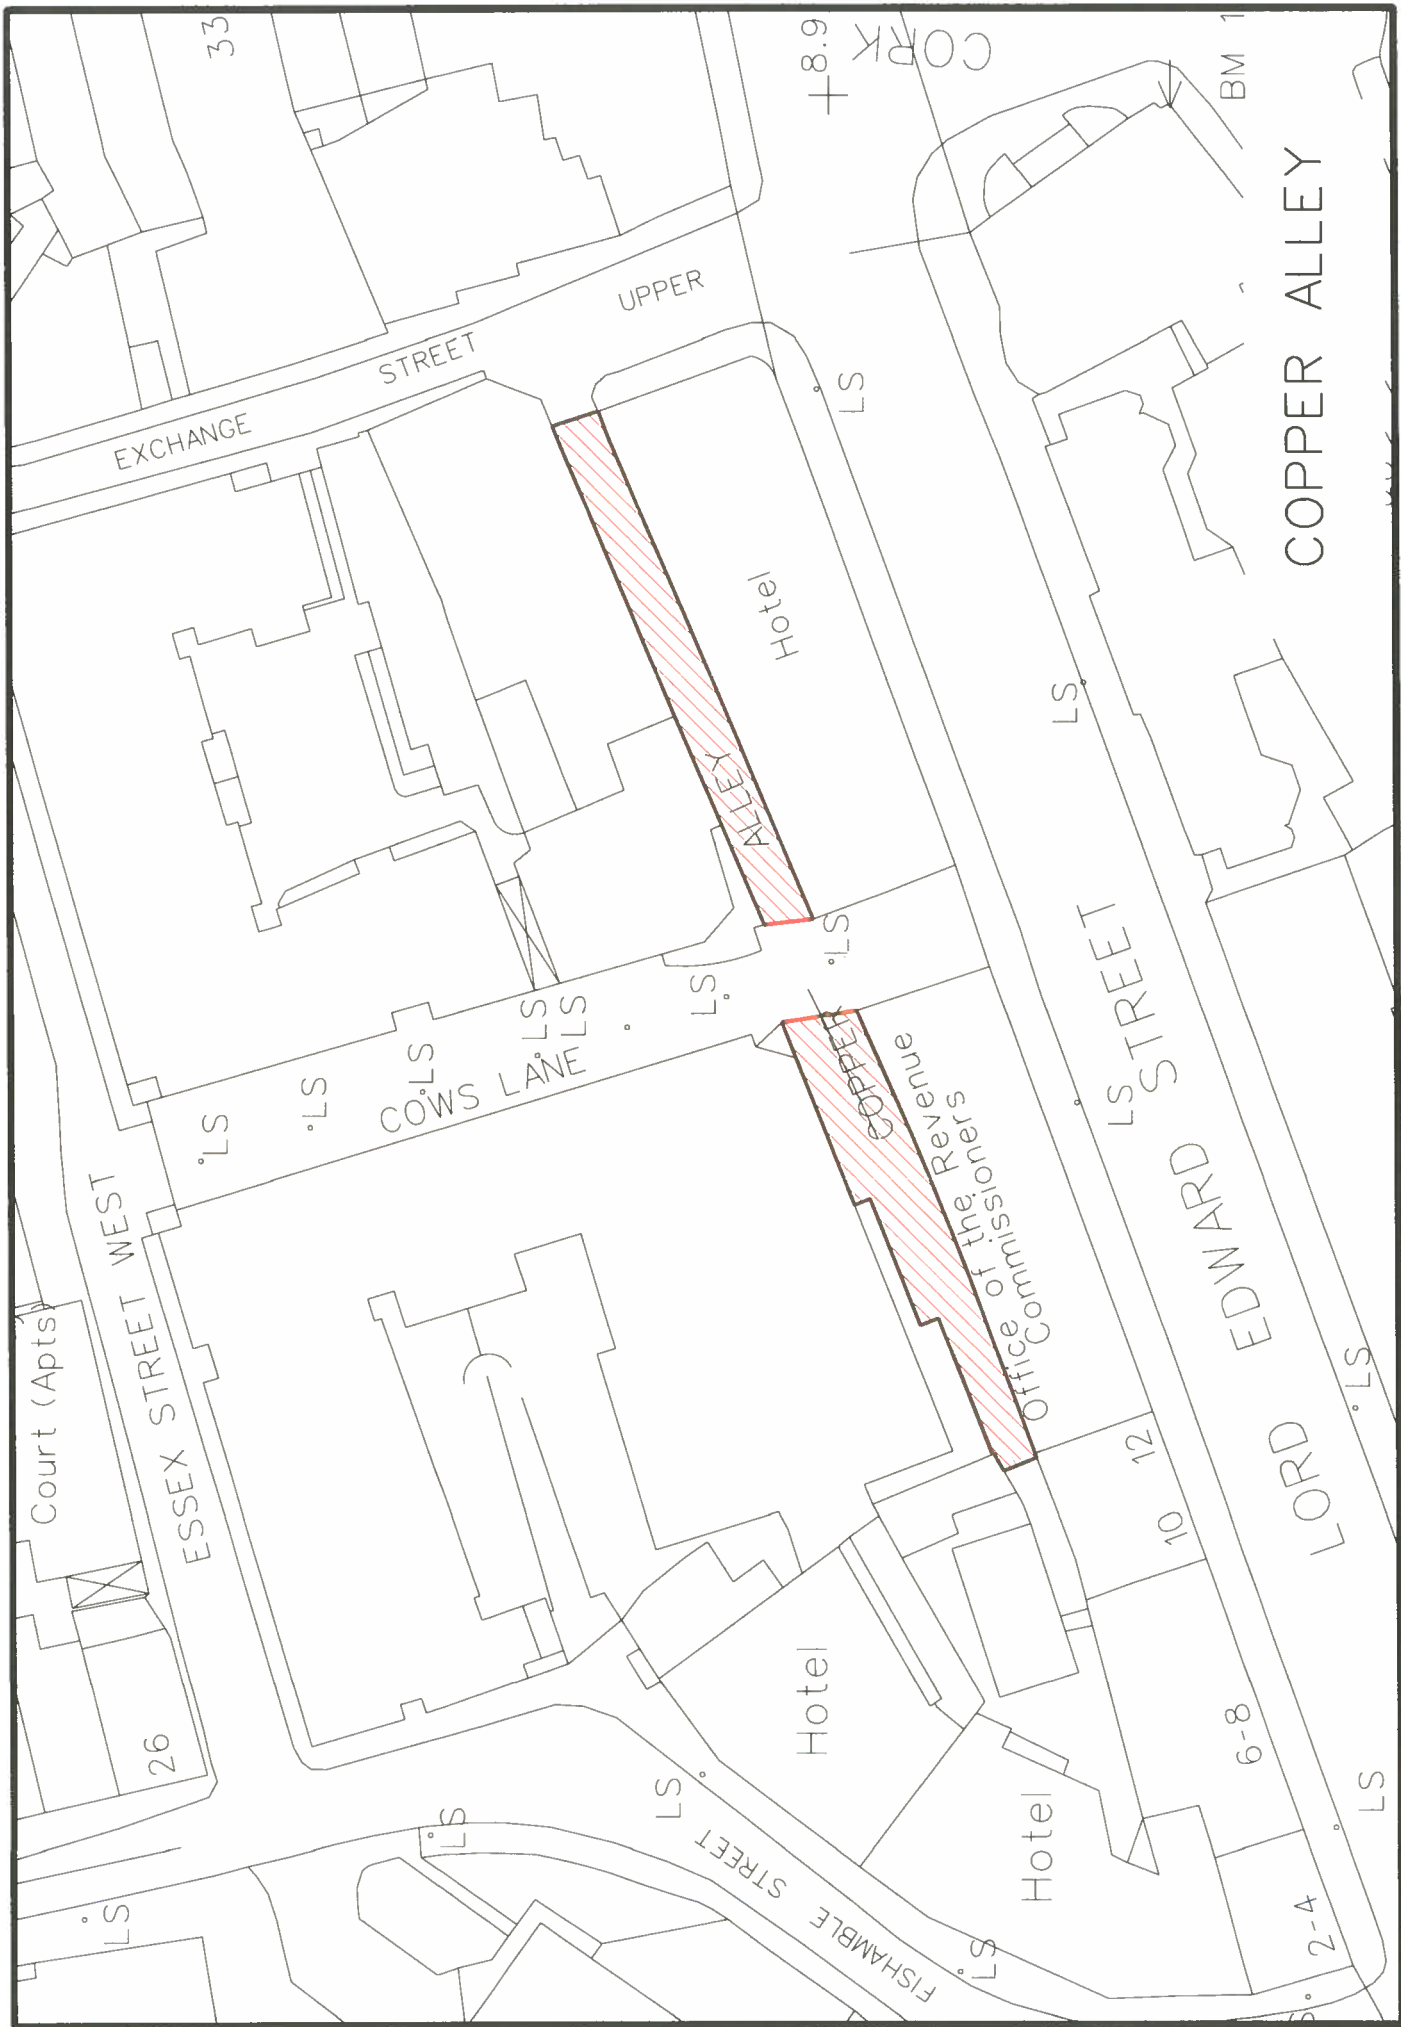 Court (Apts)
26
ESSEX STREET WEST
33
EXCHANGE
STREET
UPPER
+8.9
CORK
BM 1
COPPER ALLEY
COWS LANE
LS
LS
LS
LS
LS
LS
LS
ALLEY
Hotel
LS
LS
COPPER
Office of the Revenue
Commissioners
LORD EDWARD STREET
LS
LS
12
10
6-8
2-4
LS
Hotel
Hotel
FISHAMBLE STREET
LS
LS
LS
LS
S